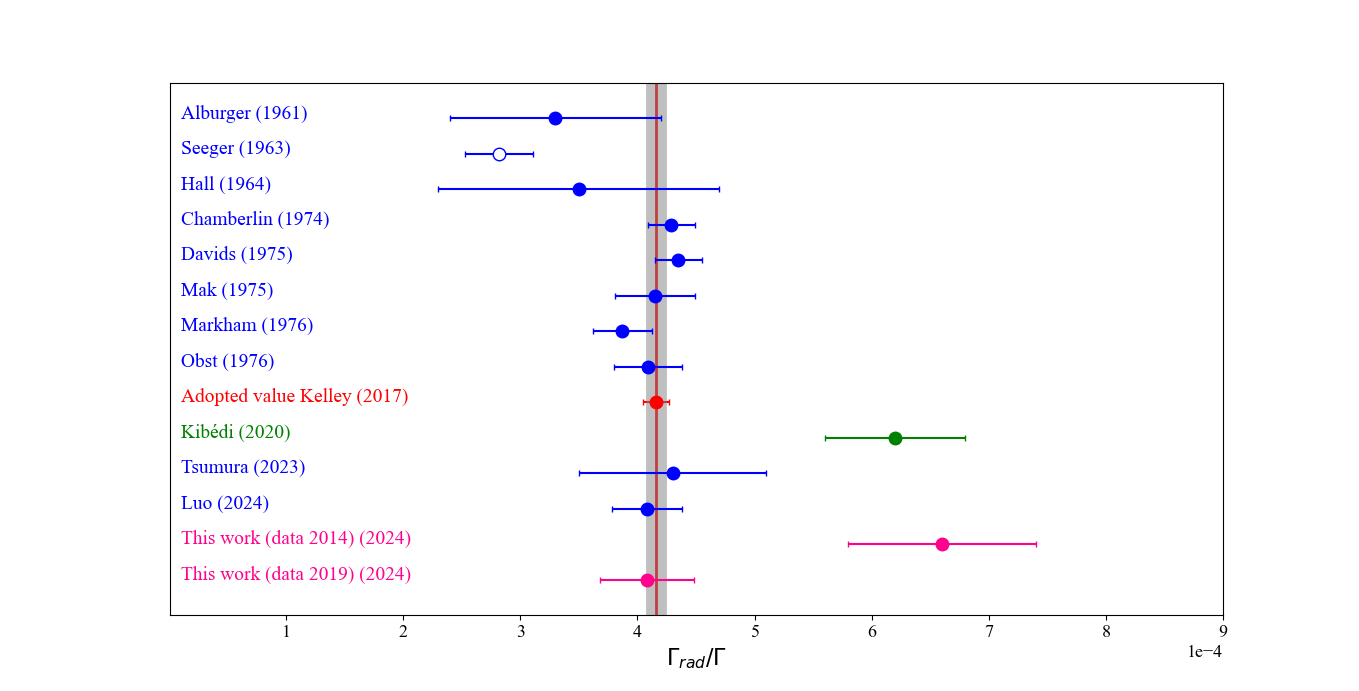 Alburger (1961)
Seeger (1963)
Hall (1964)
Chamberlin (1974)
Davids (1975)
Mak (1975)
Markham (1976)
Obst (1976)
Adopted value Kelley (2017)
Kibédi (2020)
Tsumura (2023)
Luo (2024)
This work (data 2014) (2024)
This work (data 2019) (2024)
1 2 3 4 5 6 7 8 9
1e−4
Γrad/Γ